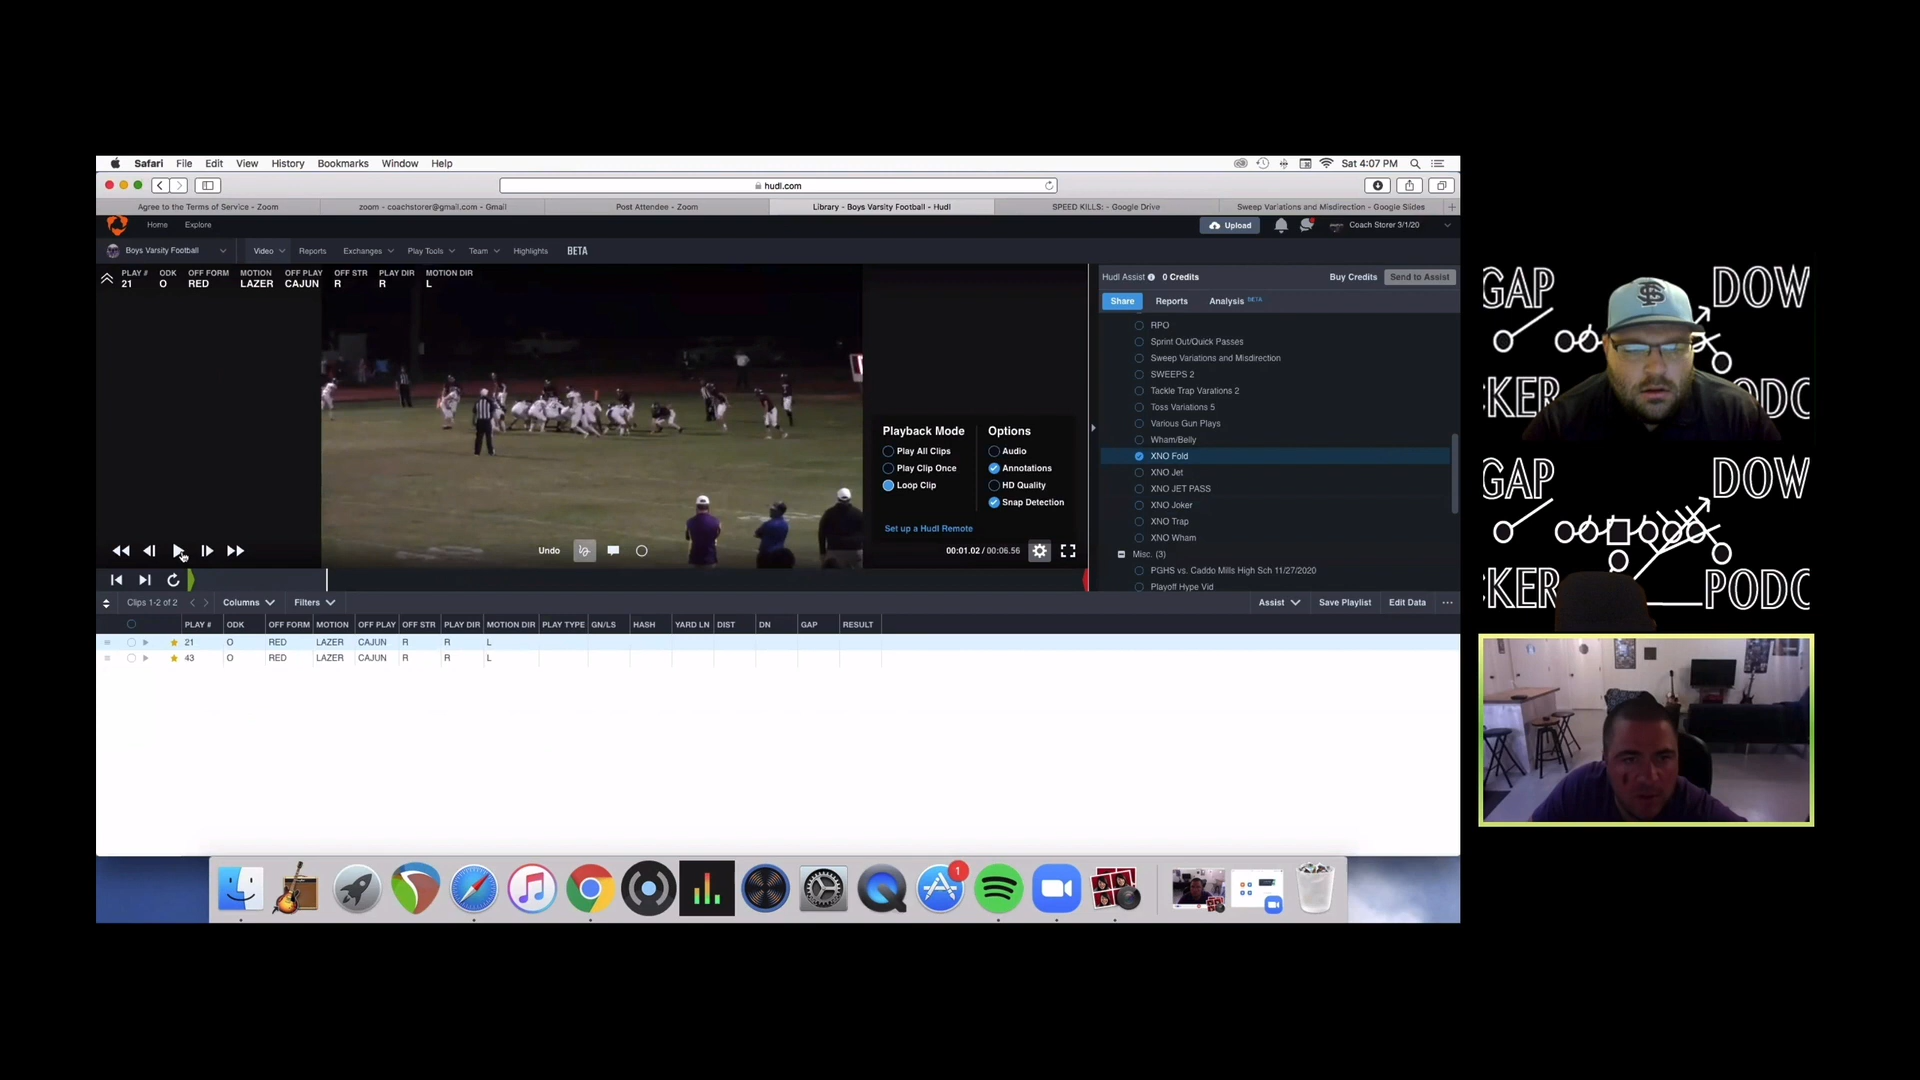 Safari File Edit View History Bookmarks Window Help Sat 4:07 PM
hudl.com
Agree to the Terms of Service - Zoom zoom - coachstorer@gmail.com - Gmail Post Attendee - Zoom Library - Boys Varsity Football - Hudl SPEED KILLS: - Google Drive Sweep Variations and Misdirection - Google Slides
Home Explore Upload Coach Storer 3/1/20
Boys Varsity Football Video Reports Exchanges Play Tools Team Highlights BETA
PLAY # ODK OFF FORM MOTION OFF PLAY OFF STR PLAY DIR MOTION DIR
21 O RED LAZER CAJUN R R L
Hudl Assist 0 Credits Buy Credits Send to Assist
Share Reports Analysis BETA
RPO
Sprint Out/Quick Passes
Sweep Variations and Misdirection
SWEEPS 2
Tackle Trap Varations 2
Toss Variations 5
Various Gun Plays
Wham/Belly
XNO Fold
XNO Jet
XNO JET PASS
XNO Joker
XNO Trap
XNO Wham
Misc. (3)
PGHS vs. Caddo Mills High Sch 11/27/2020
Playoff Hype Vid
Playback Mode Options
Play All Clips Audio
Play Clip Once Annotations
Loop Clip HD Quality
Snap Detection
Set up a Hudl Remote
Undo 00:01.02 / 00:06.56
Clips 1-2 of 2 Columns Filters Assist Save Playlist Edit Data
PLAY # ODK OFF FORM MOTION OFF PLAY OFF STR PLAY DIR MOTION DIR PLAY TYPE GN/LS HASH YARD LN DIST DN GAP RESULT
21 O RED LAZER CAJUN R R L
43 O RED LAZER CAJUN R R L
1
GAP DOW
CKER PODC
GAP DOW
CKER PODC